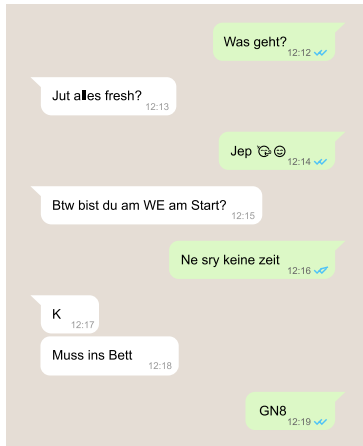 Was geht?
12:12
Jut alles fresh?
12:13
Jep
12:14
Btw bist du am WE am Start?
12:15
Ne sry keine zeit
12:16
K
12:17
Muss ins Bett
12:18
GN8
12:19